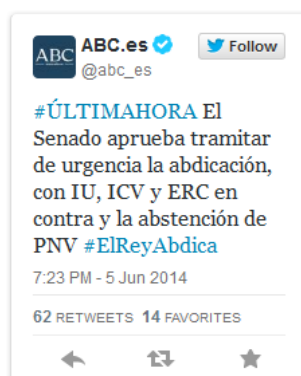 ABC
ABC.es
Follow
@abc_es
#ÚLTIMAHORA El
Senado aprueba tramitar
de urgencia la abdicación,
con IU, ICV y ERC en
contra y la abstención de
PNV #ElReyAbdica
7:23 PM - 5 Jun 2014
62 RETWEETS 14 FAVORITES